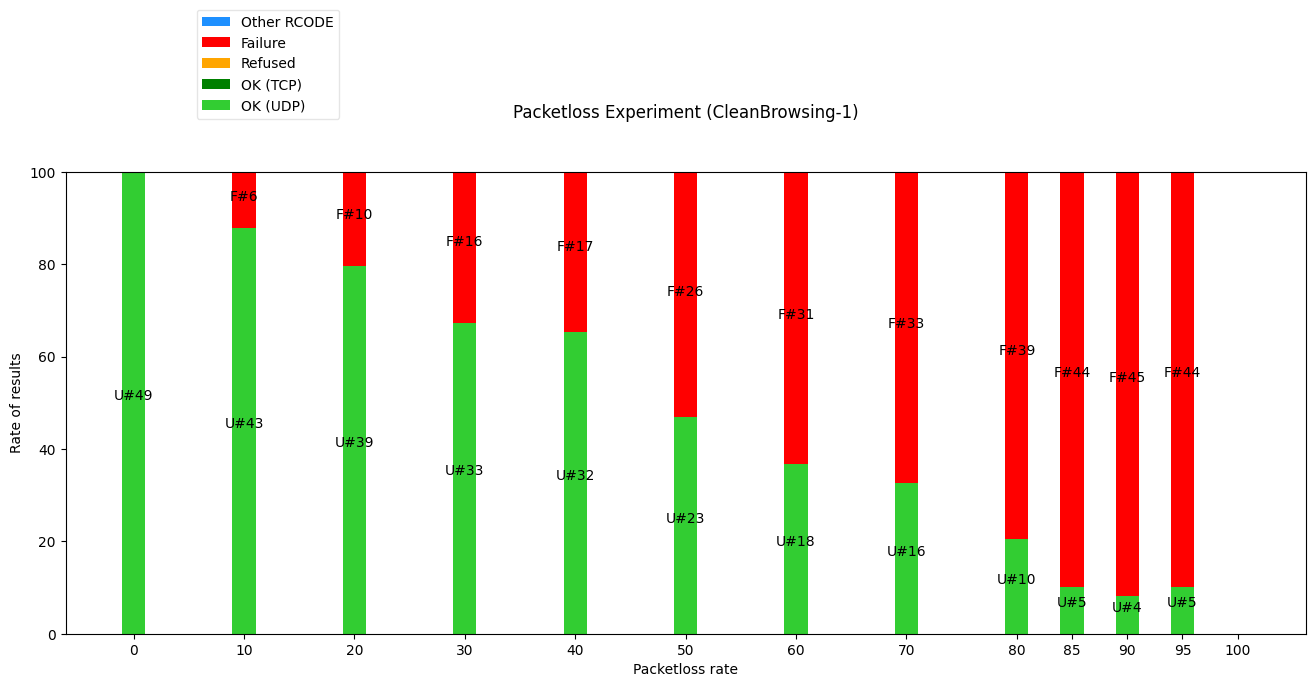 Other RCODE
Failure
Refused
OK (TCP)
OK (UDP)
Packetloss Experiment (CleanBrowsing-1)
Rate of results
100
80
60
40
20
0
U#49
F#6
U#43
F#10
U#39
F#16
U#33
F#17
U#32
F#26
U#23
F#31
U#18
F#33
U#16
F#39
U#10
F#44
U#5
F#45
U#4
F#44
U#5
0 10 20 30 40 50 60 70 80 85 90 95 100
Packetloss rate